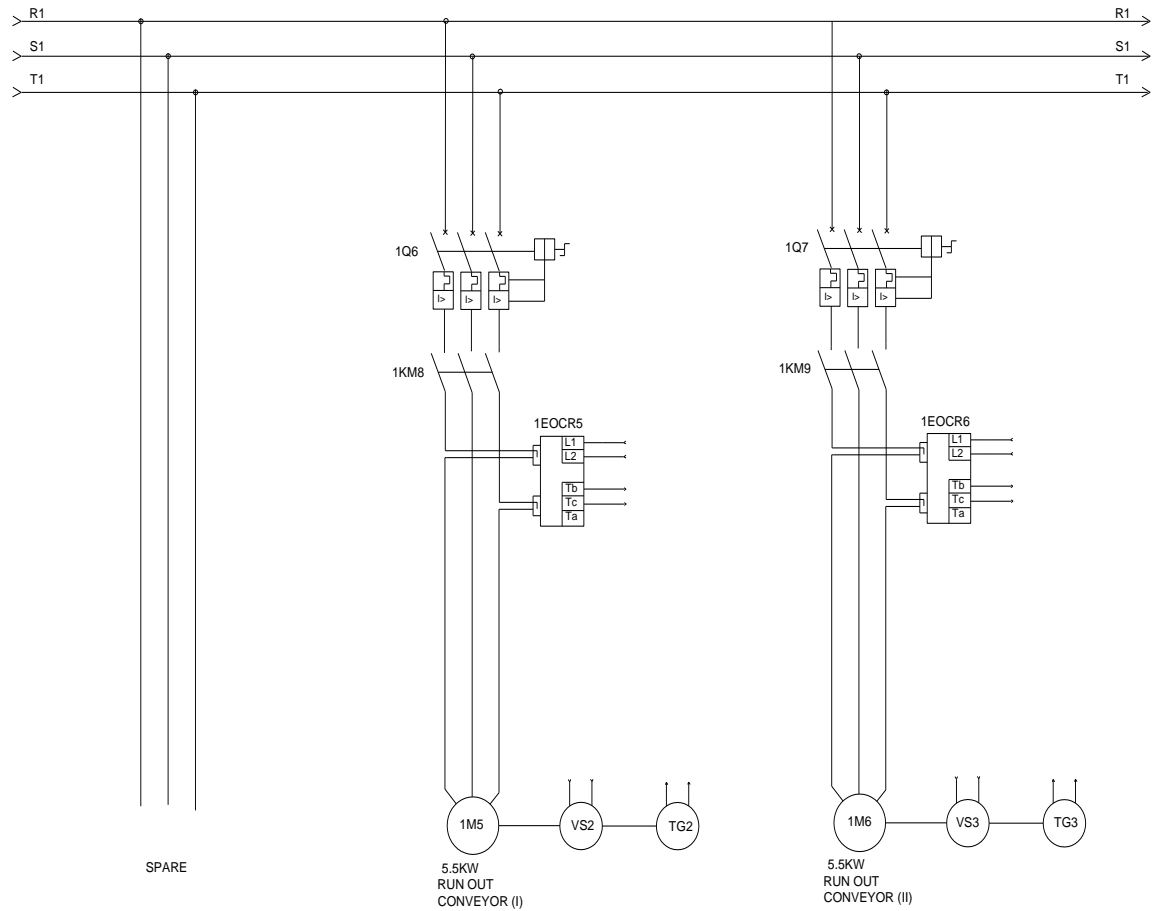 R1
R1
S1
S1
T1
T1
1Q6
I>
I>
I>
1KM8
1EOCR5
L1
L2
Tb
Tc
Ta
1M5
VS2
TG2
5.5KW
RUN OUT
CONVEYOR (I)
1Q7
I>
I>
I>
1KM9
1EOCR6
L1
L2
Tb
Tc
Ta
1M6
VS3
TG3
5.5KW
RUN OUT
CONVEYOR (II)
SPARE